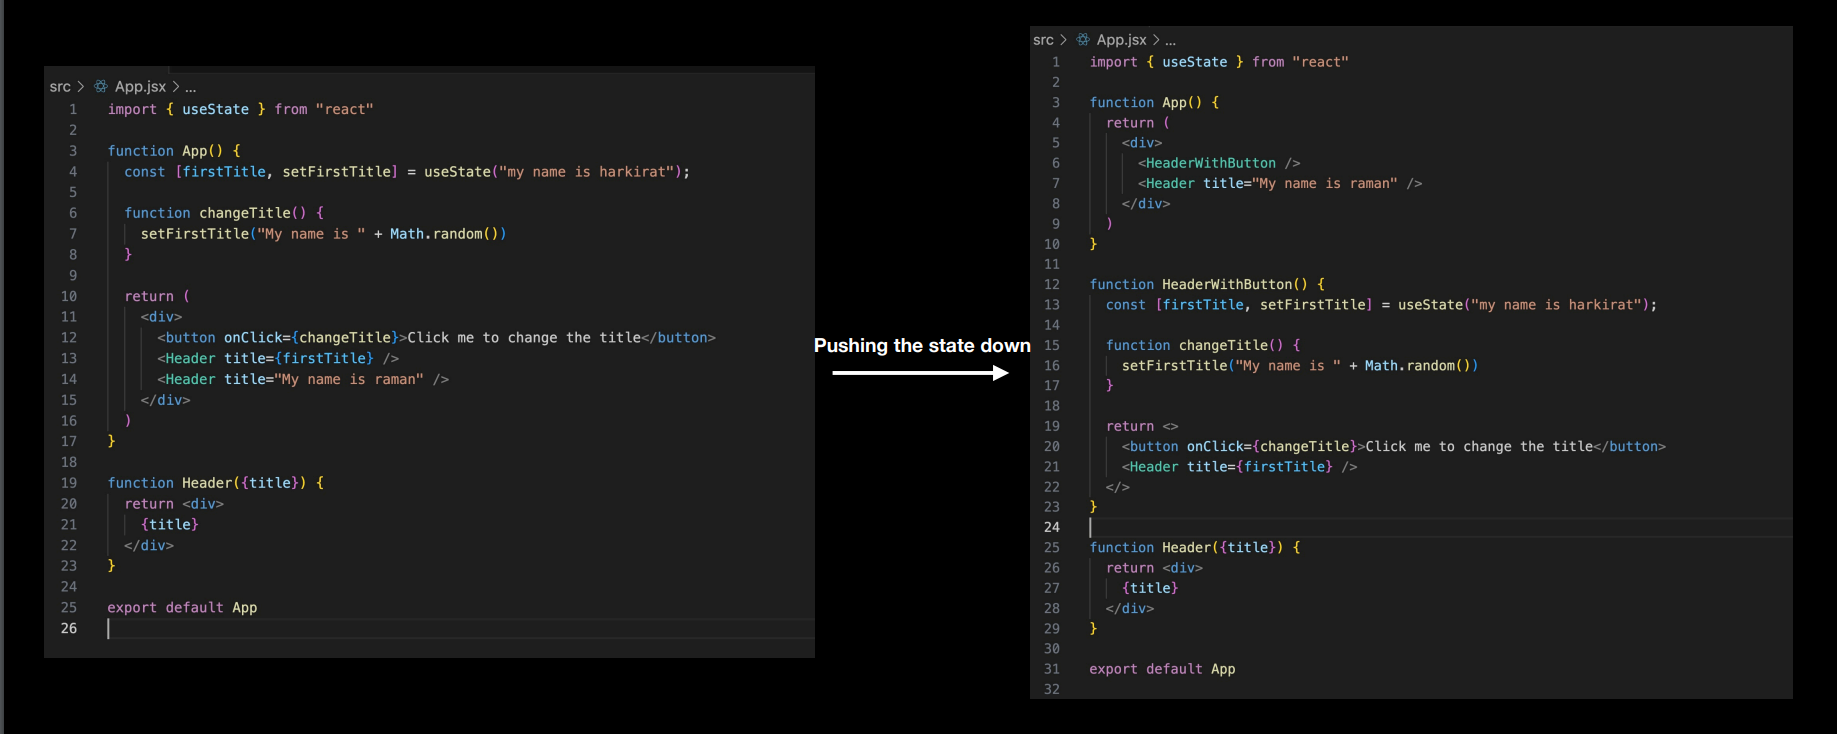 src > App.jsx > ...
1 import { useState } from "react"
2
3 function App() {
4 const [firstTitle, setFirstTitle] = useState("my name is harkirat");
5
6 function changeTitle() {
7 setFirstTitle("My name is " + Math.random())
8 }
9
10 return (
11 <div>
12 <button onClick={changeTitle}>Click me to change the title</button>
13 <Header title={firstTitle} />
14 <Header title="My name is raman" />
15 </div>
16 )
17 }
18
19 function Header({title}) {
20 return <div>
21 {title}
22 </div>
23 }
24
25 export default App
26
Pushing the state down
src > App.jsx > ...
1 import { useState } from "react"
2
3 function App() {
4 return (
5 <div>
6 <HeaderWithButton />
7 <Header title="My name is raman" />
8 </div>
9 )
10 }
11
12 function HeaderWithButton() {
13 const [firstTitle, setFirstTitle] = useState("my name is harkirat");
14
15 function changeTitle() {
16 setFirstTitle("My name is " + Math.random())
17 }
18
19 return <>
20 <button onClick={changeTitle}>Click me to change the title</button>
21 <Header title={firstTitle} />
22 </>
23 }
24
25 function Header({title}) {
26 return <div>
27 {title}
28 </div>
29 }
30
31 export default App
32